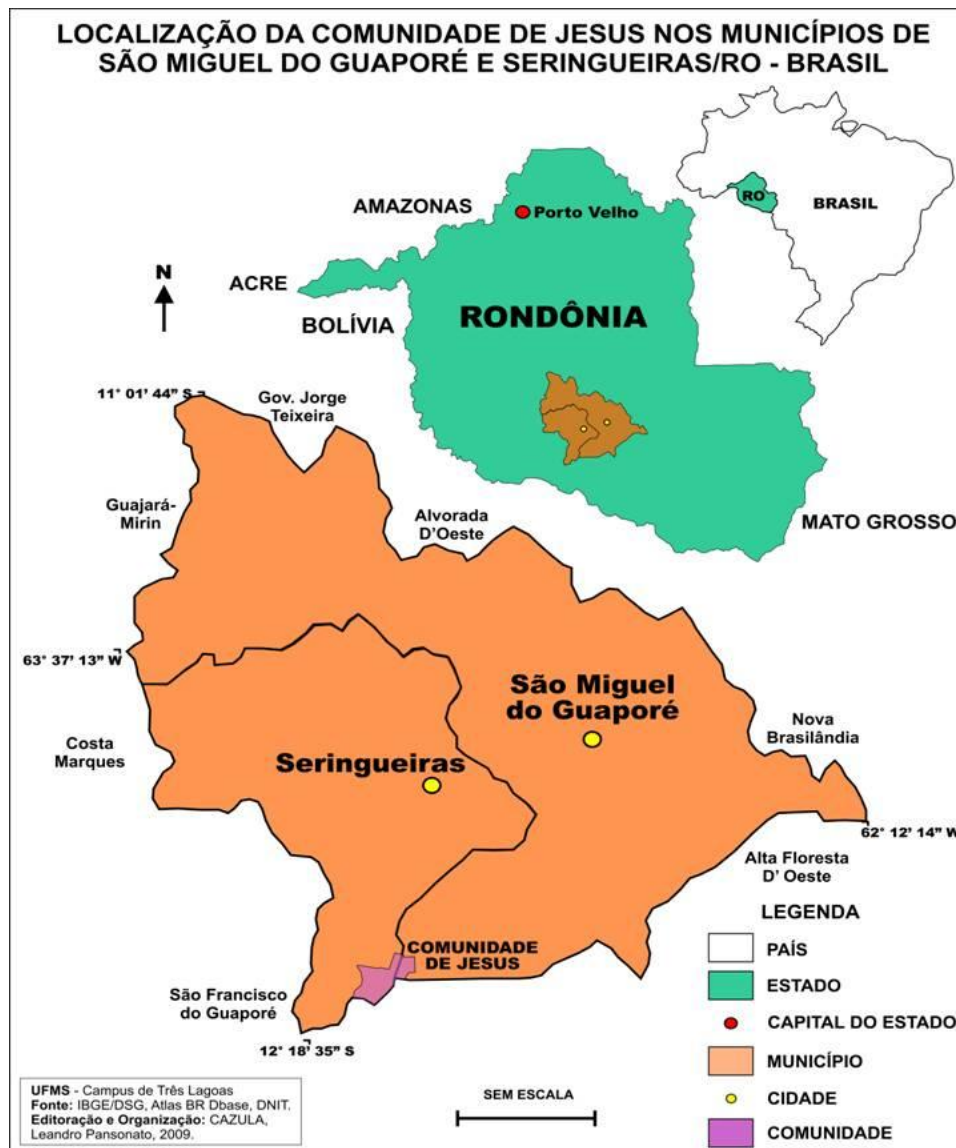 LOCALIZAÇÃO DA COMUNIDADE DE JESUS NOS MUNICÍPIOS DE
SÃO MIGUEL DO GUAPORÉ E SERINGUEIRAS/RO - BRASIL
RO
BRASIL
AMAZONAS
Porto Velho
ACRE
N
BOLÍVIA
RONDÔNIA
MATO GROSSO
11° 01' 44” S
Gov. Jorge
Teixeira
Guajará-
Mirin
Alvorada
D'Oeste
63° 37' 13” W
São Miguel
do Guaporé
Costa
Marques
Seringueiras
Nova
Brasilândia
62° 12' 14” W
Alta Floresta
D' Oeste
COMUNIDADE
DE JESUS
São Francisco
do Guaporé
12° 18' 35” S
LEGENDA
PAÍS
ESTADO
CAPITAL DO ESTADO
MUNICÍPIO
CIDADE
COMUNIDADE
UFMS - Campus de Três Lagoas
Fonte: IBGE/DSG, Atlas BR Dbase, DNIT.
Editoração e Organização: CAZULA,
Leandro Pansonato, 2009.
SEM ESCALA